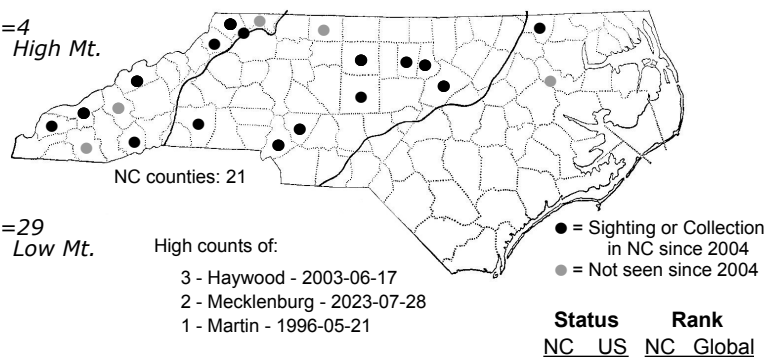 =4
High Mt.
NC counties: 21
=29
Low Mt.
High counts of:
3 - Haywood - 2003-06-17
2 - Mecklenburg - 2023-07-28
1 - Martin - 1996-05-21
● = Sighting or Collection
in NC since 2004
● = Not seen since 2004
Status Rank
NC US NC Global